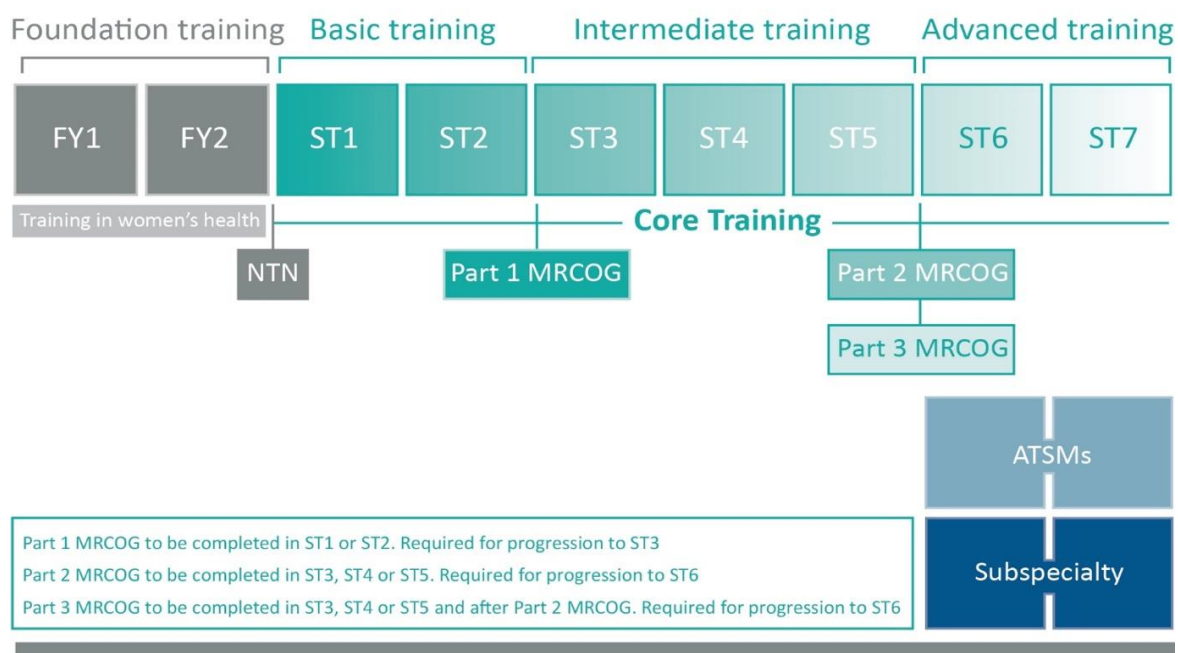 Foundation training Basic training Intermediate training Advanced training
FY1 FY2 ST1 ST2 ST3 ST4 ST5 ST6 ST7
Training in women's health
Core Training
NTN Part 1 MRCOG Part 2 MRCOG
Part 3 MRCOG
ATSMs
Part 1 MRCOG to be completed in ST1 or ST2. Required for progression to ST3
Part 2 MRCOG to be completed in ST3, ST4 or ST5. Required for progression to ST6
Part 3 MRCOG to be completed in ST3, ST4 or ST5 and after Part 2 MRCOG. Required for progression to ST6
Subspecialty